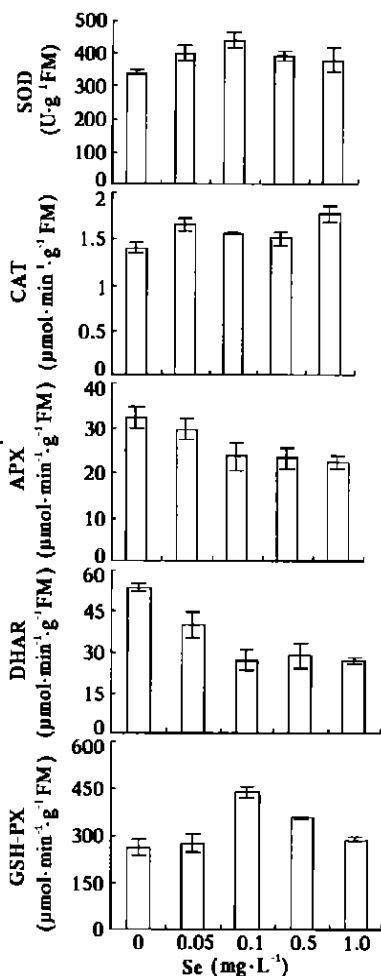 500
400
300
200
100
0
SOD
(U·g⁻¹FM)
2
1.5
1
0.5
0
CAT
(μmol·min⁻¹·g⁻¹FM)
40
30
20
10
0
APX
(μmol·min⁻¹·g⁻¹FM)
60
45
30
15
0
DHAR
(μmol·min⁻¹·g⁻¹FM)
600
450
300
150
0
GSH-PX
(μmol·min⁻¹·g⁻¹FM)
0 0.05 0.1 0.5 1.0
Se (mg·L⁻¹)